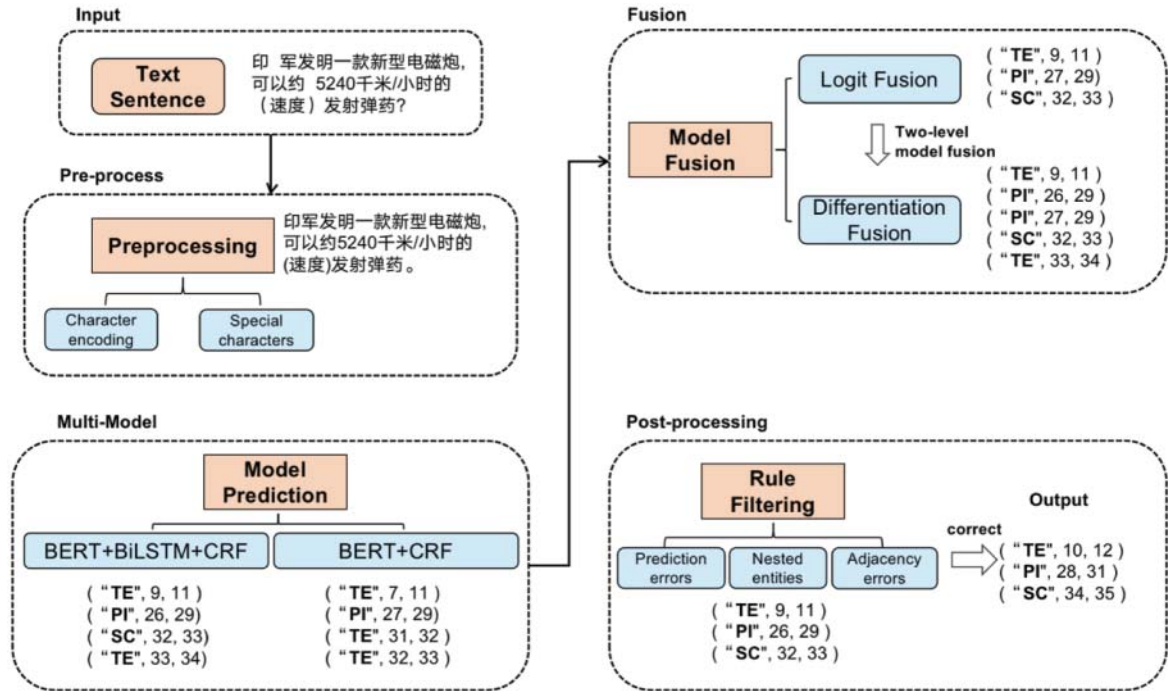 Input
Text
Sentence
印 军发明一款新型电磁炮,
可以约 5240千米/小时的
（速度）发射弹药?
Pre-process
Preprocessing
印军发明一款新型电磁炮,
可以约5240千米/小时的
(速度)发射弹药。
Character
encoding
Special
characters
Multi-Model
Model
Prediction
BERT+BiLSTM+CRF
BERT+CRF
( “TE", 9, 11)
( “PI", 26, 29)
( “SC", 32, 33)
( “TE", 33, 34)
( “TE", 7, 11)
( “PI", 27, 29)
( “TE", 31, 32)
( “TE", 32, 33)
Fusion
Model
Fusion
Logit Fusion
( “TE", 9, 11)
( “PI", 27, 29)
( “SC", 32, 33)
Two-level
model fusion
Differentiation
Fusion
( “TE", 9, 11)
( “PI", 26, 29)
( “PI", 27, 29)
( “SC", 32, 33)
( “TE", 33, 34)
Post-processing
Rule
Filtering
Prediction
errors
Nested
entities
Adjacency
errors
( “TE", 9, 11)
( “PI", 26, 29)
( “SC", 32, 33)
correct
Output
( “TE", 10, 12)
( “PI", 28, 31)
( “SC", 34, 35)